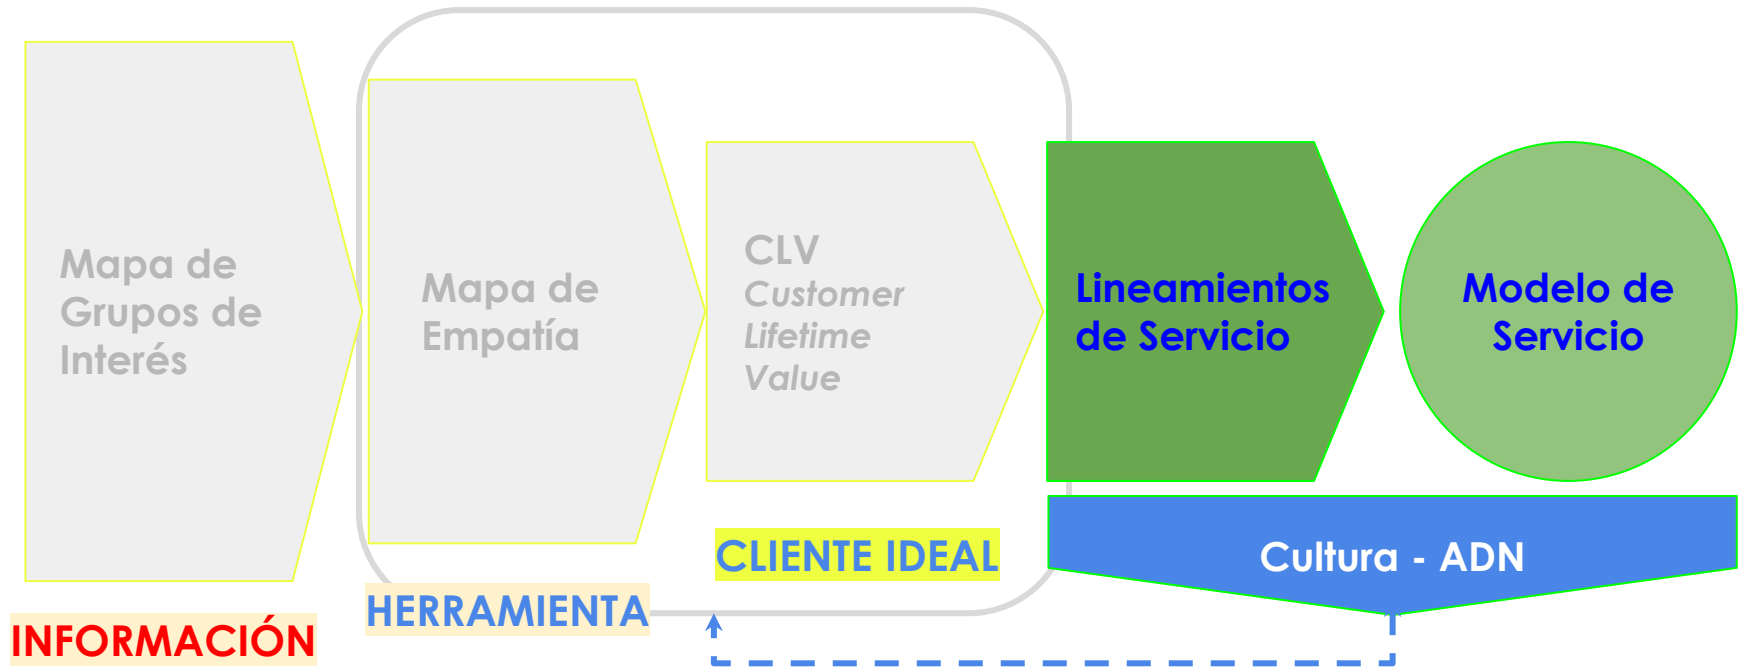 Mapa de
Grupos de
Interés
Mapa de
Empatía
CLV
Customer
Lifetime
Value
Lineamientos
de Servicio
Modelo de
Servicio
CLIENTE IDEAL
Cultura - ADN
HERRAMIENTA
INFORMACIÓN